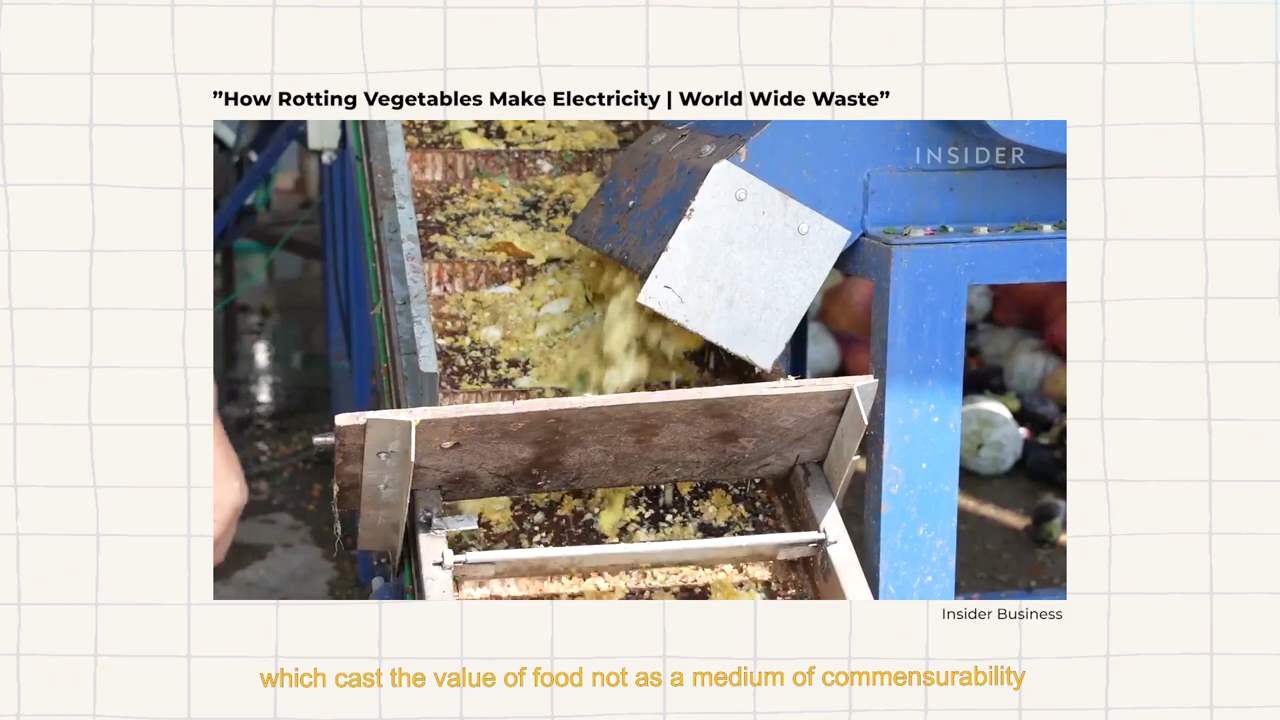 ”How Rotting Vegetables Make Electricity | World Wide Waste”
INSIDER
Insider Business
which cast the value of food not as a medium of commensurability